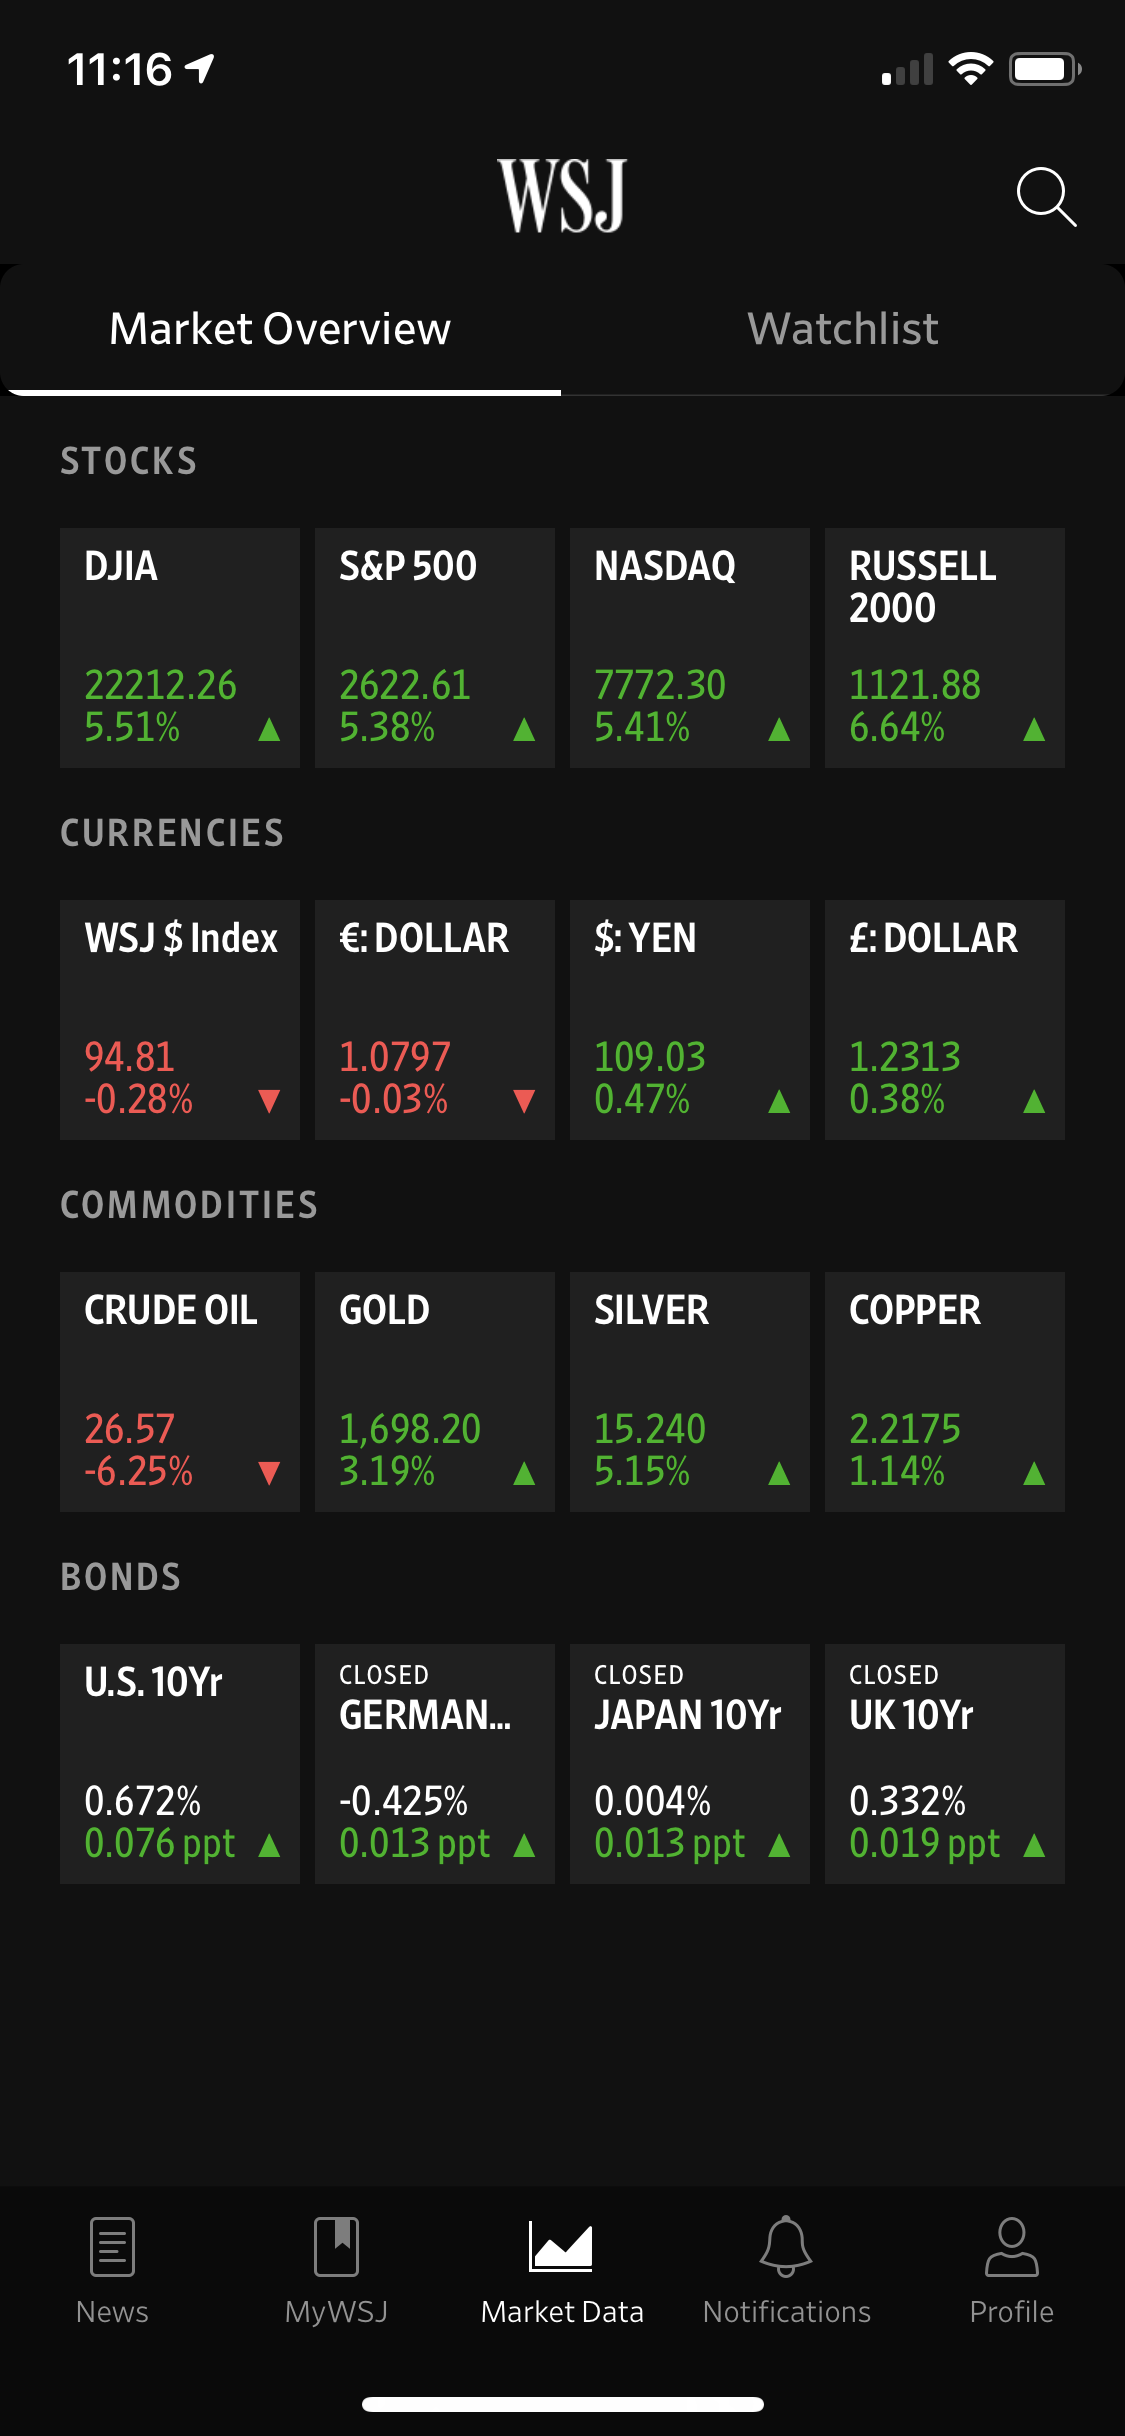 11:16
WSJ
Market Overview
Watchlist
STOCKS
DJIA
22212.26
5.51%
S&P 500
2622.61
5.38%
NASDAQ
7772.30
5.41%
RUSSELL
2000
1121.88
6.64%
CURRENCIES
WSJ $ Index
94.81
-0.28%
€: DOLLAR
1.0797
-0.03%
$: YEN
109.03
0.47%
£: DOLLAR
1.2313
0.38%
COMMODITIES
CRUDE OIL
26.57
-6.25%
GOLD
1,698.20
3.19%
SILVER
15.240
5.15%
COPPER
2.2175
1.14%
BONDS
U.S. 10Yr
0.672%
0.076 ppt
CLOSED
GERMAN...
-0.425%
0.013 ppt
CLOSED
JAPAN 10Yr
0.004%
0.013 ppt
CLOSED
UK 10Yr
0.332%
0.019 ppt
News
MyWSJ
Market Data
Notifications
Profile